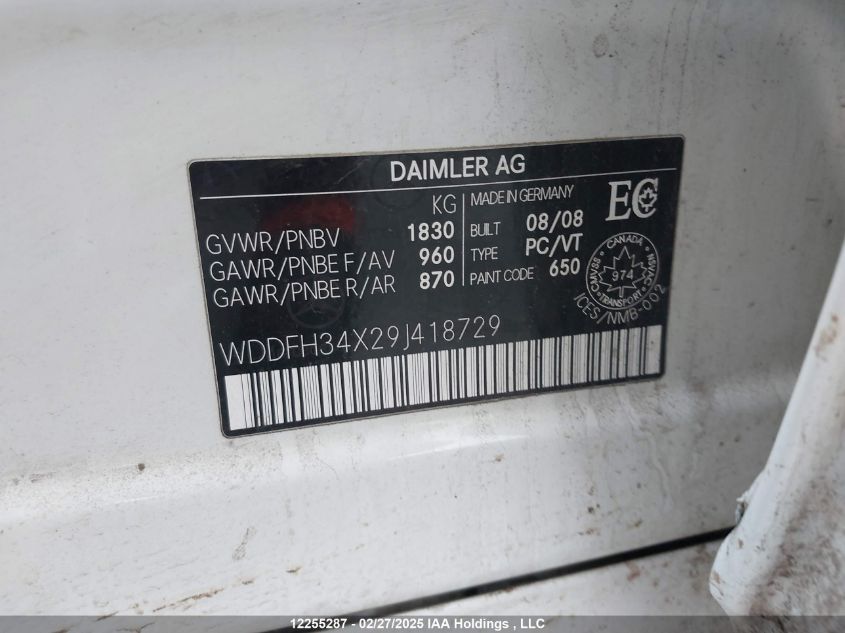 DAIMLER AG
KG
GVWR/PNBV 1830
GAWR/PNBE F/AV 960
GAWR/PNBE R/AR 870
MADE IN GERMANY
BUILT 08/08
TYPE PC/VT
PAINT CODE 650
EC
CANADA
CMVSS 974 NSVAC
TRANSPORT
ICES/NMB-002
WDDFH34X29J418729
12255287 - 02/27/2025 IAA Holdings , LLC